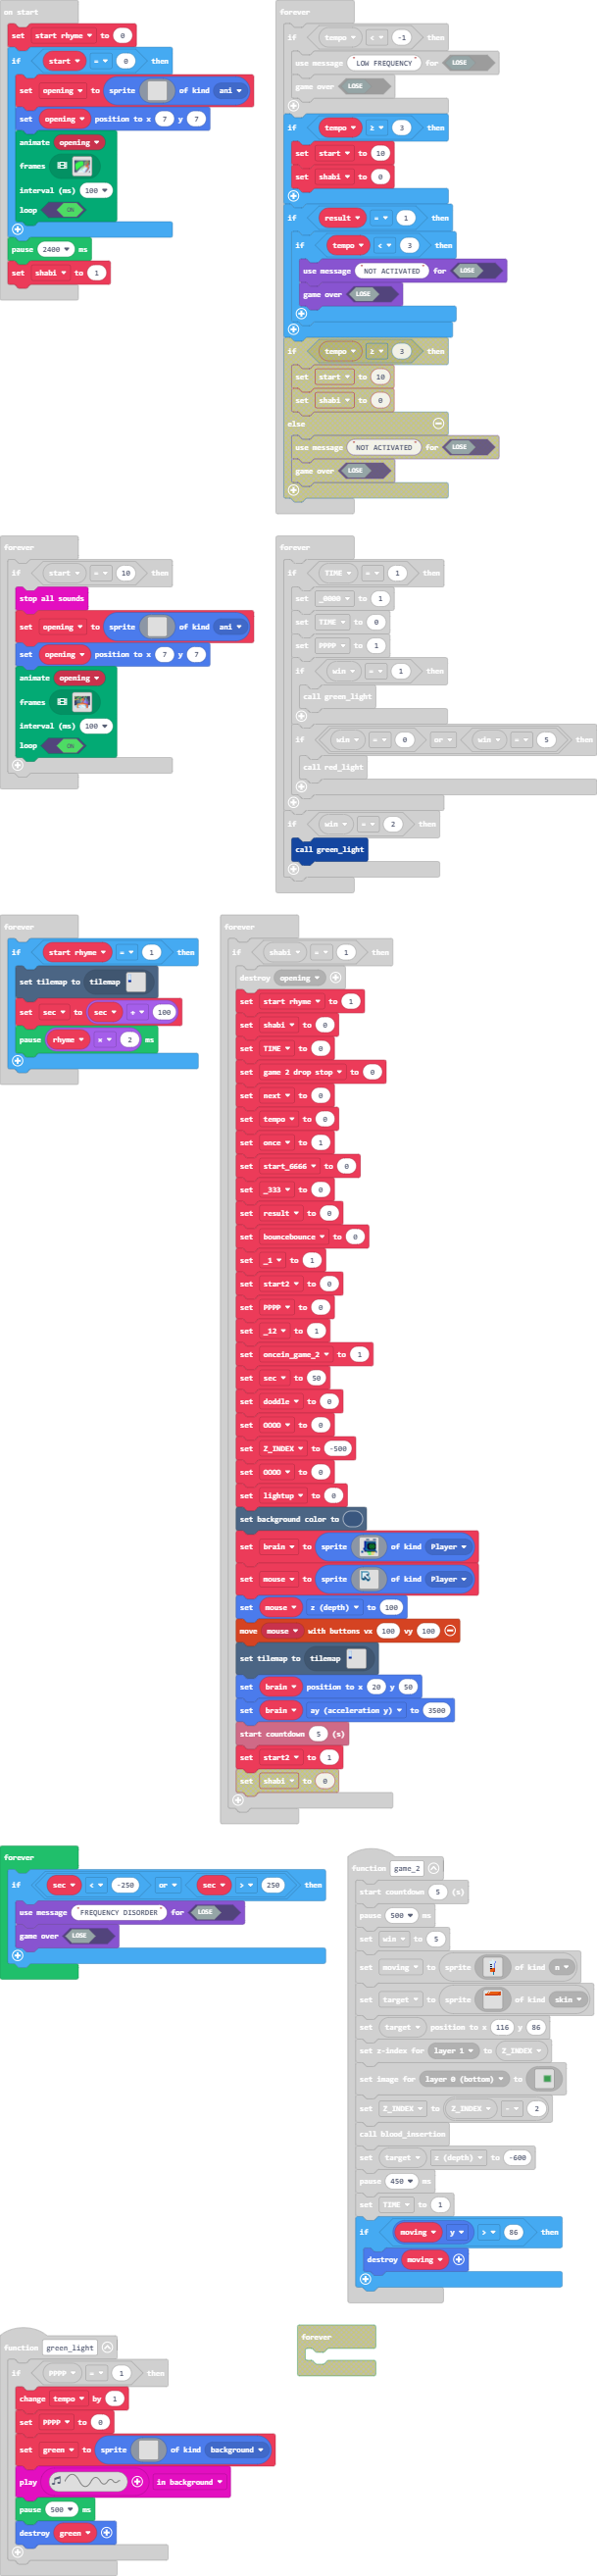 on start
set start rhyme to 0
if start = 0 then
set opening to sprite of kind ani
set opening position to x 7 y 7
animate opening
frames
interval (ms) 100
loop ON
pause 2400 ms
set shabi to 1
forever
if tempo < -1 then
use message "LOW FREQUENCY" for LOSE
game over LOSE
if tempo ≥ 3 then
set start to 10
set shabi to 0
if result = 1 then
if tempo < 3 then
use message "NOT ACTIVATED" for LOSE
game over LOSE
if tempo ≥ 3 then
set start to 10
set shabi to 0
else
use message "NOT ACTIVATED" for LOSE
game over LOSE
forever
if start = 10 then
stop all sounds
set opening to sprite of kind ani
set opening position to x 7 y 7
animate opening
frames
interval (ms) 100
loop ON
forever
if TIME = 1 then
set _0000 to 1
set TIME to 0
set PPPP to 1
if win = 1 then
call green_light
if win = 0 or win = 5 then
call red_light
if win = 2 then
call green_light
forever
if start rhyme = 1 then
set tilemap to tilemap
set sec to sec + 100
pause rhyme × 2 ms
forever
if shabi = 1 then
destroy opening
set start rhyme to 1
set shabi to 0
set TIME to 0
set game 2 drop stop to 0
set next to 0
set tempo to 0
set once to 1
set start_6666 to 0
set _333 to 0
set result to 0
set bouncebounce to 0
set _1 to 1
set start2 to 0
set PPPP to 0
set _12 to 1
set oncein_game_2 to 1
set sec to 50
set doddle to 0
set OOOO to 0
set Z_INDEX to -500
set OOOO to 0
set lightup to 0
set background color to
set brain to sprite of kind Player
set mouse to sprite of kind Player
set mouse z (depth) to 100
move mouse with buttons vx 100 vy 100
set tilemap to tilemap
set brain position to x 20 y 50
set brain ay (acceleration y) to 3500
start countdown 5 (s)
set start2 to 1
set shabi to 0
forever
if sec < -250 or sec > 250 then
use message "FREQUENCY DISORDER" for LOSE
game over LOSE
function game_2
start countdown 5 (s)
pause 500 ms
set win to 5
set moving to sprite of kind n
set target to sprite of kind skin
set target position to x 116 y 86
set z-index for layer 1 to Z_INDEX
set image for layer 0 (bottom) to
set Z_INDEX to Z_INDEX - 2
call blood_insertion
set target z (depth) to -600
pause 450 ms
set TIME to 1
if moving y > 86 then
destroy moving
function green_light
if PPPP = 1 then
change tempo by 1
set PPPP to 0
set green to sprite of kind background
play in background
pause 500 ms
destroy green
forever